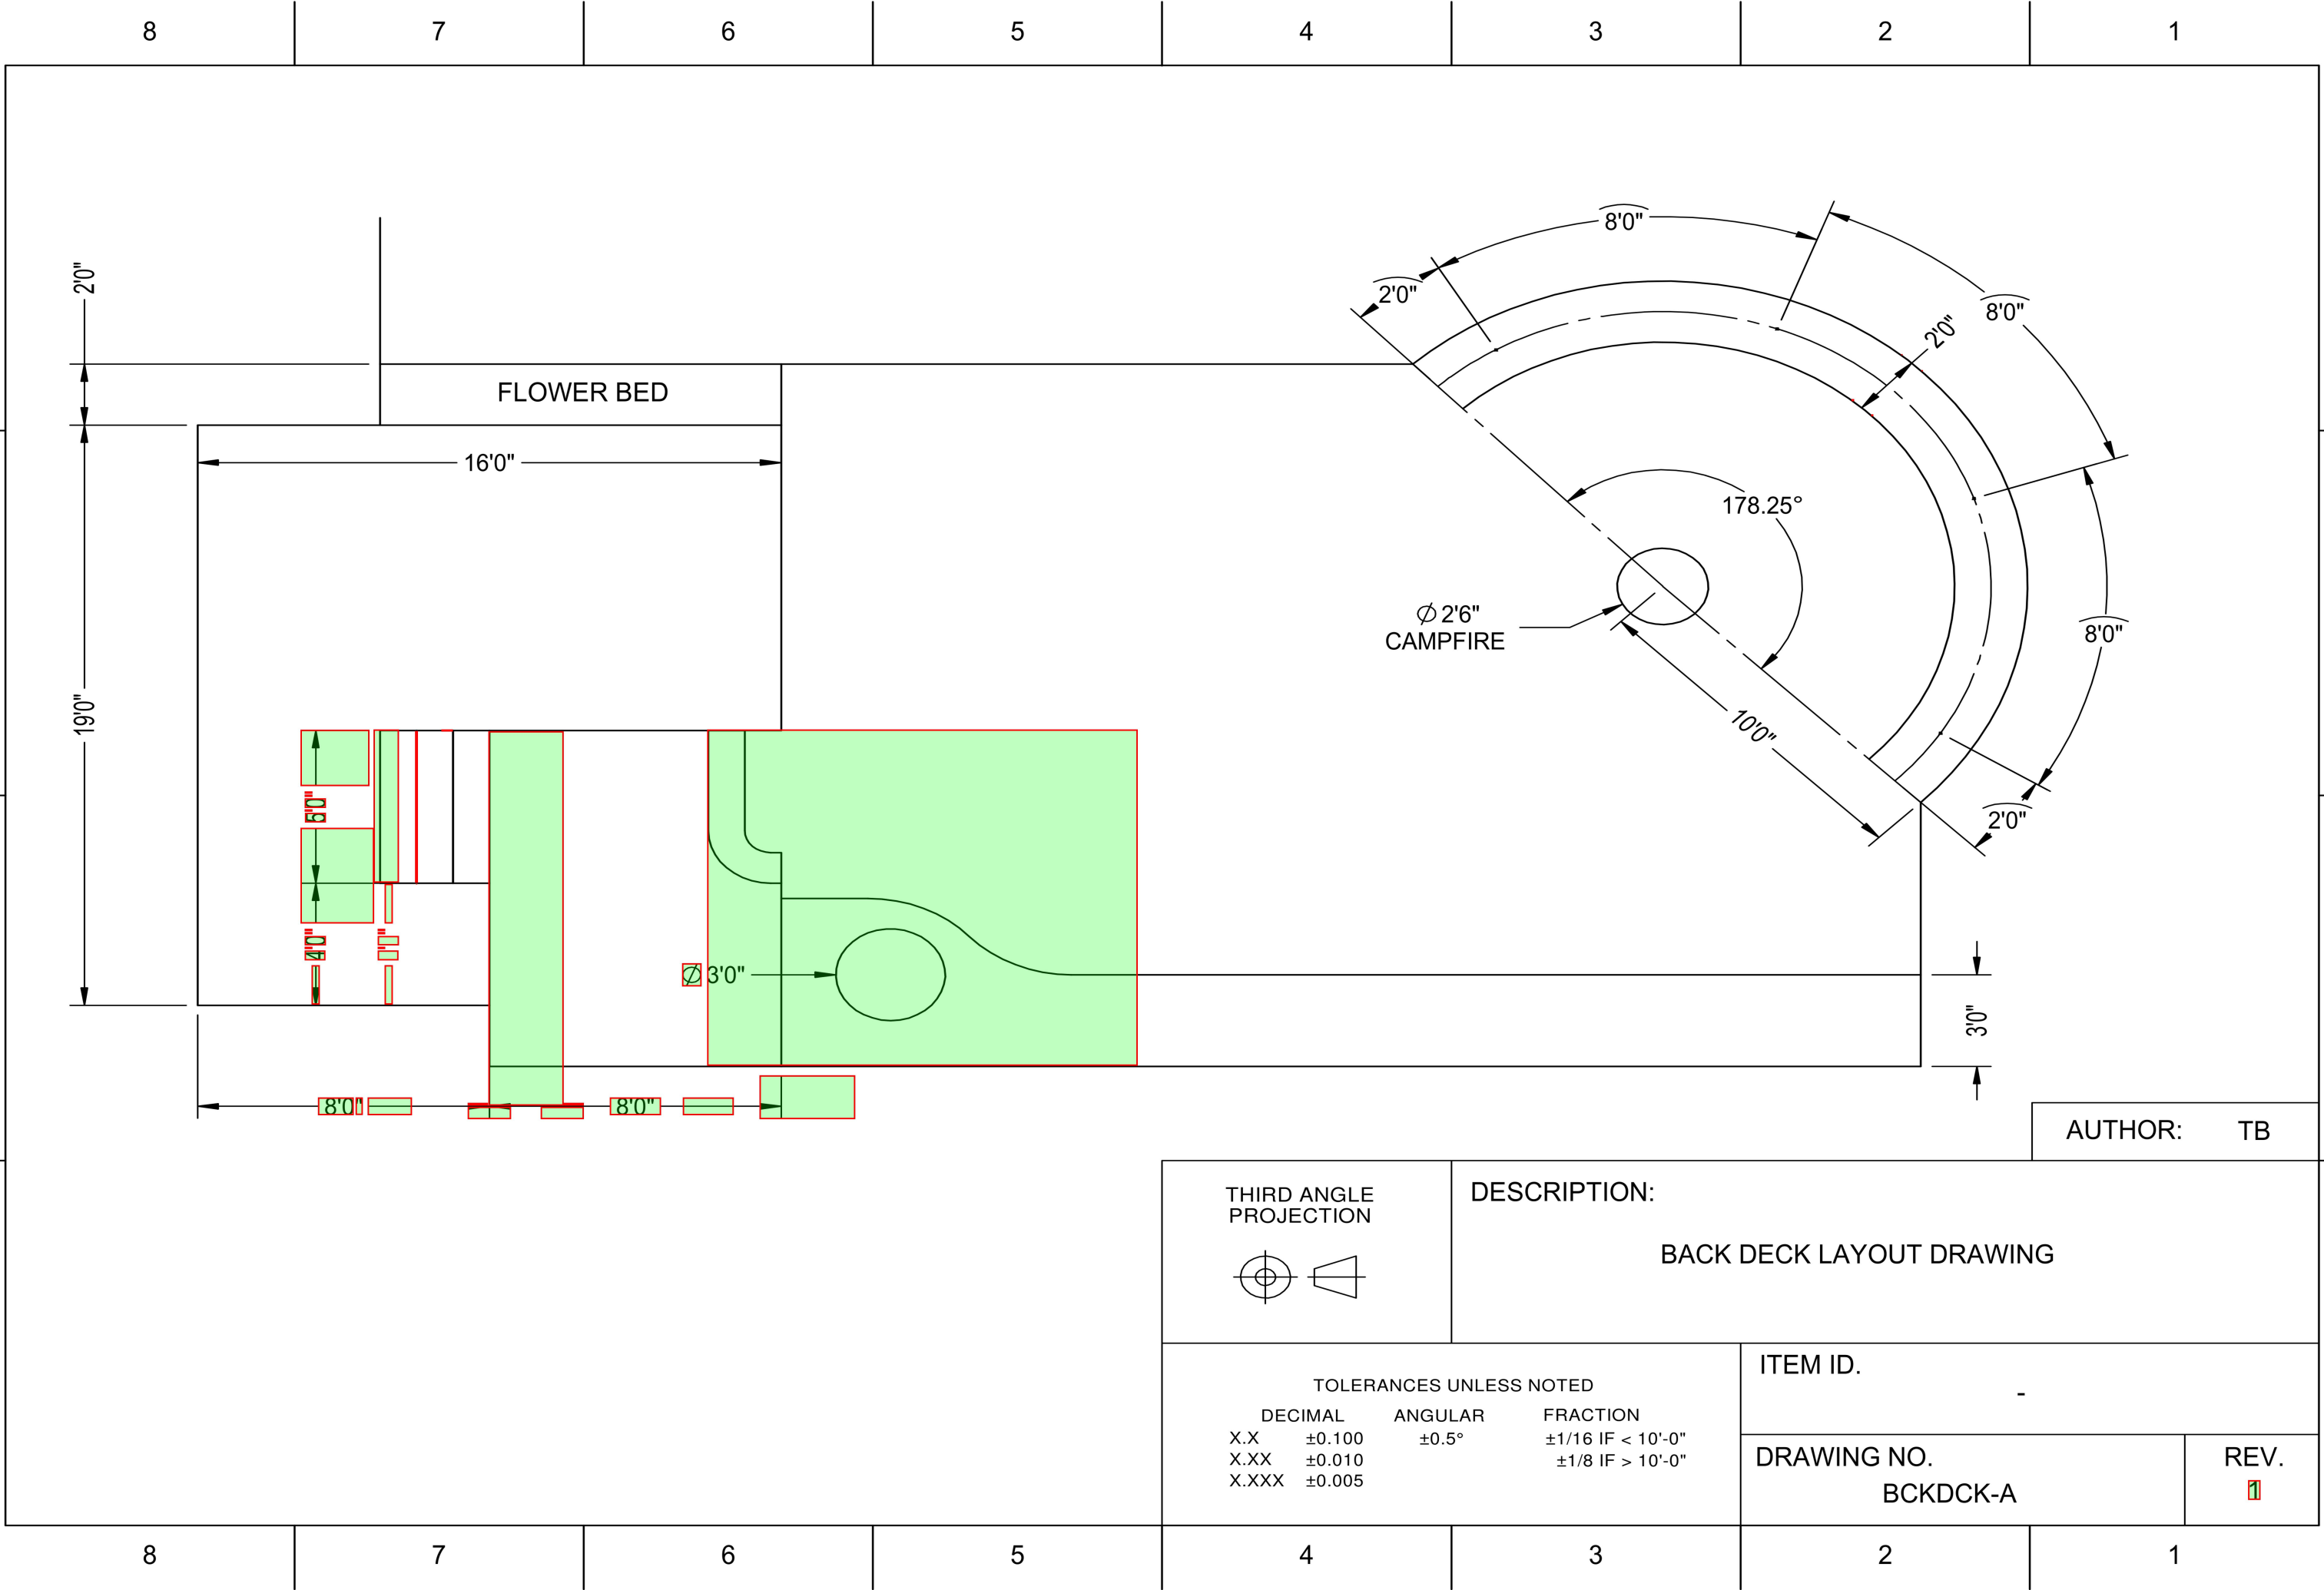 8 7 6 5 4 3 2 1
8'0"
2'0"
2'0"
8'0"
2'0"
FLOWER BED
16'0"
178.25°
⌀ 2'6"
CAMPFIRE
8'0"
19'0"
10'0"
5'0"
2'0"
4'0"
⌀ 3'0"
3'0"
8'0"
8'0"
AUTHOR: TB
THIRD ANGLE
PROJECTION
DESCRIPTION:
BACK DECK LAYOUT DRAWING
TOLERANCES UNLESS NOTED
DECIMAL ANGULAR FRACTION
X.X ±0.100 ±0.5° ±1/16 IF < 10'-0"
X.XX ±0.010 ±1/8 IF > 10'-0"
X.XXX ±0.005
ITEM ID.
-
DRAWING NO.
BCKDCK-A
REV.
1
8 7 6 5 4 3 2 1